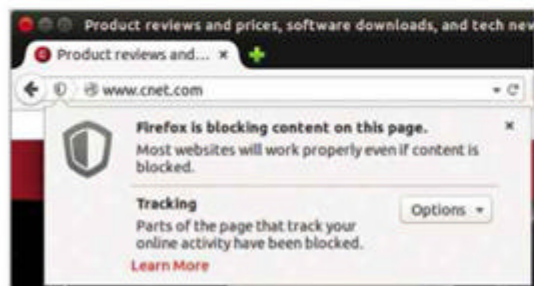 Product reviews and prices, software downloads, and tech new
Product reviews and... ×
www.cnet.com
Firefox is blocking content on this page. ×
Most websites will work properly even if content is
blocked.
Tracking
Options
Parts of the page that track your
online activity have been blocked.
Learn More